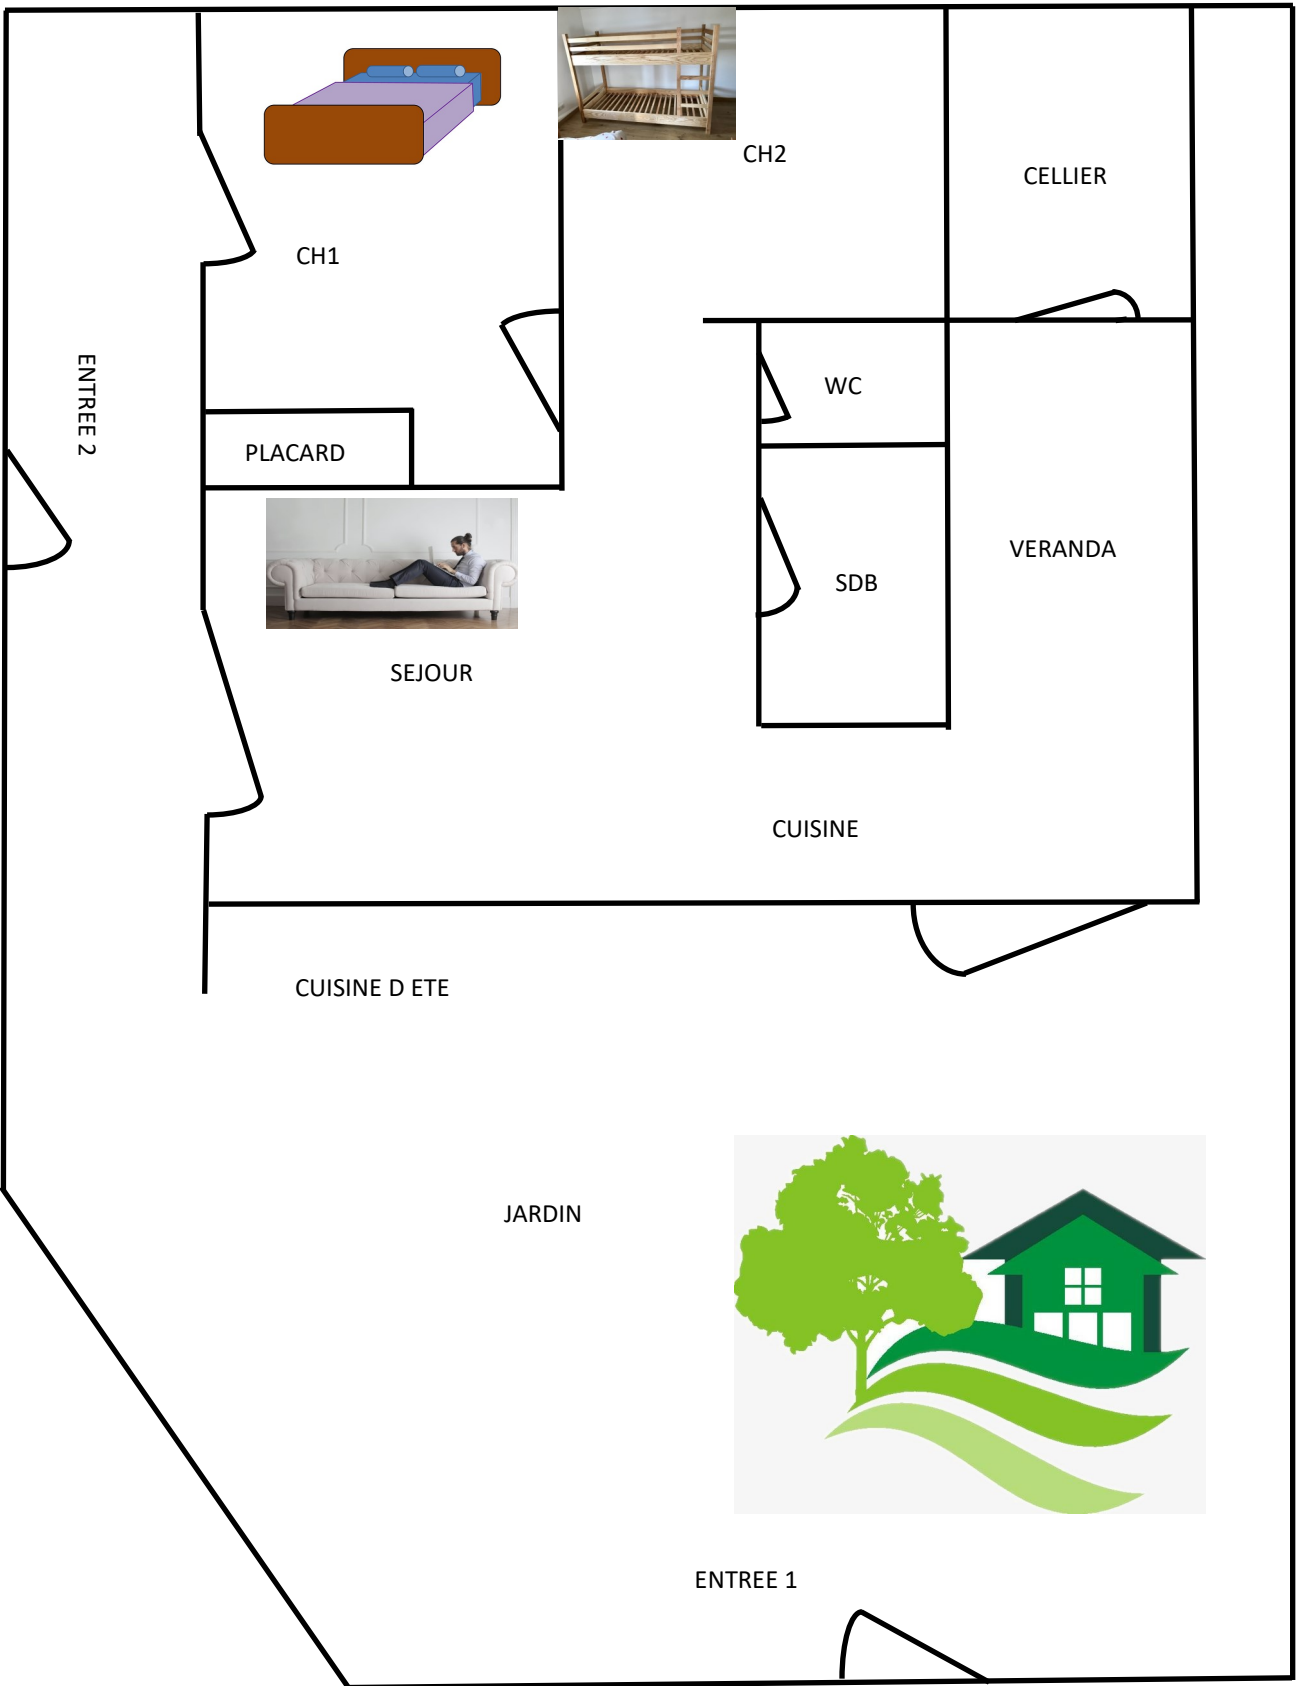 CH2
CELLIER
CH1
ENTREE 2
WC
PLACARD
VERANDA
SDB
SEJOUR
CUISINE
CUISINE D ETE
JARDIN
ENTREE 1